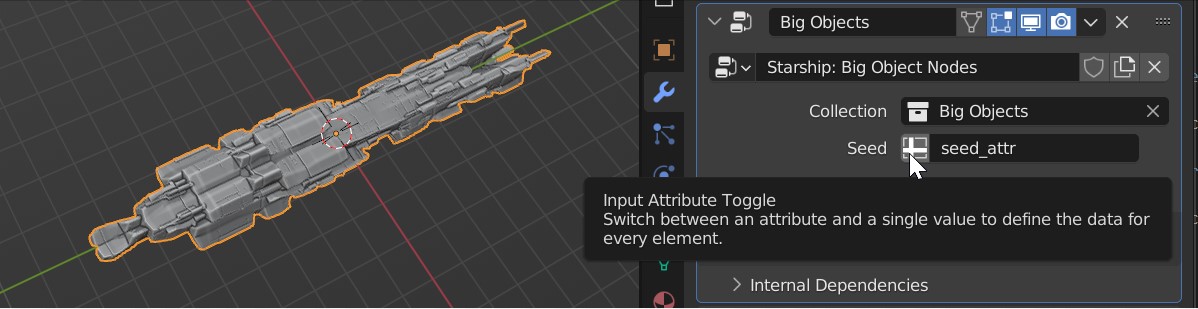 Big Objects
Starship: Big Object Nodes
Collection Big Objects
Seed seed_attr
Input Attribute Toggle
Switch between an attribute and a single value to define the data for
every element.
Internal Dependencies